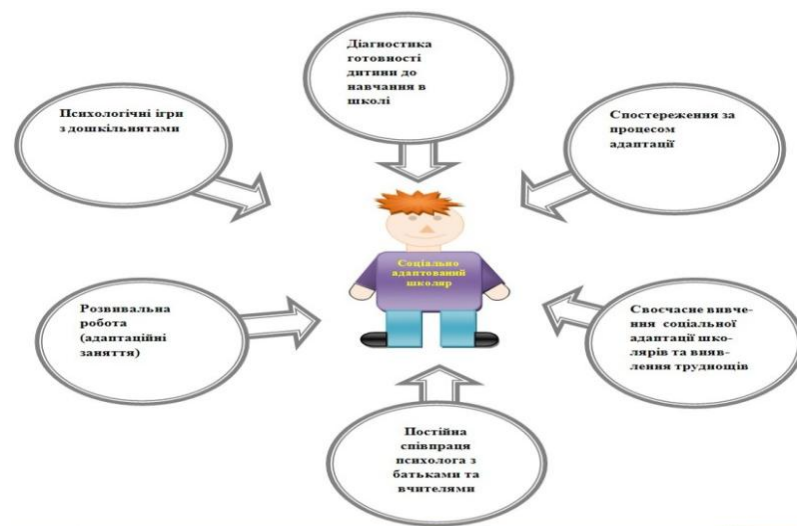 Діагностика
готовності
дитини до
навчання в
школі
Психологічні ігри
з дошкільнятами
Спостереження за
процесом
адаптації
Соціально
адаптований
школяр
Розвивальна
робота
(адаптаційні
заняття)
Своєчасне вивче-
ення соціальної
адаптації шко-
лярів та вияв-
лення труднощів
Постійна
співпраця
психолога з
батьками та
вчителями